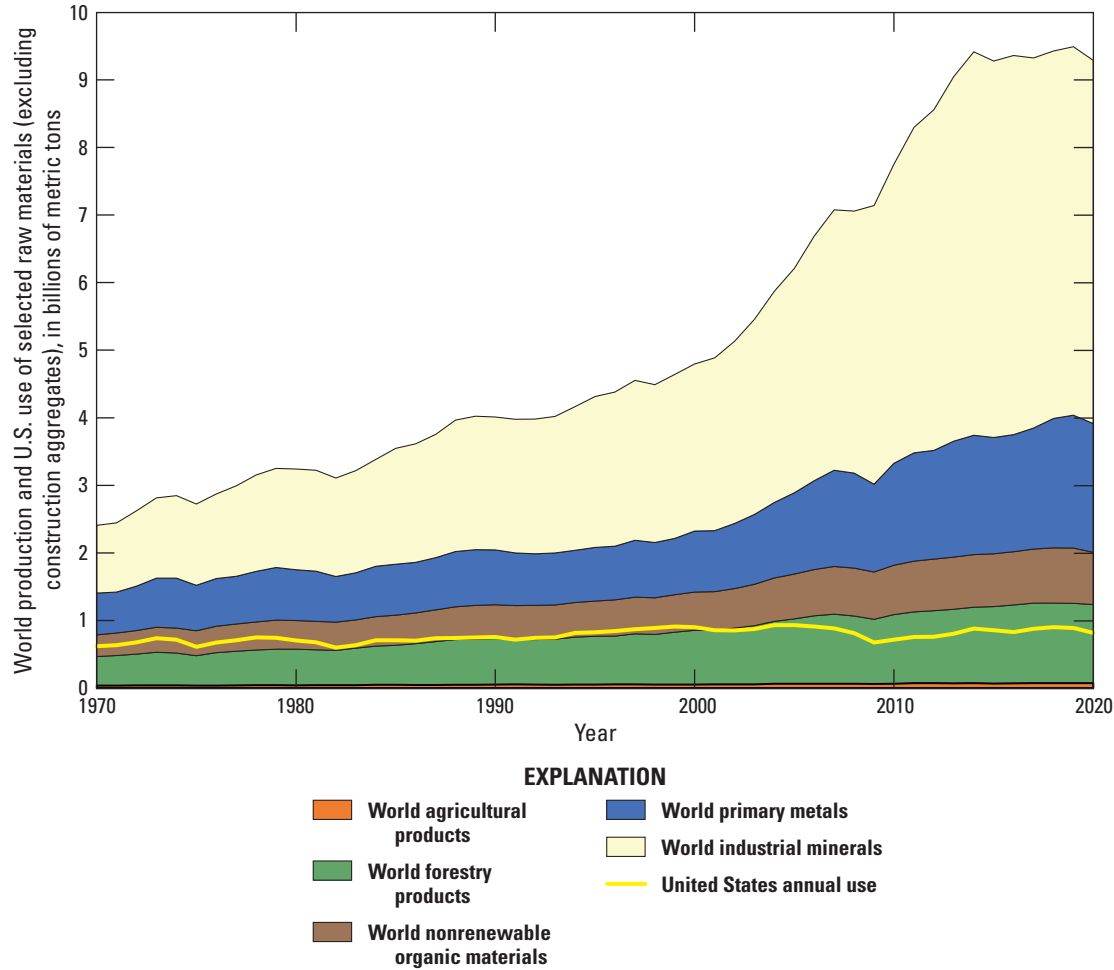 World production and U.S. use of selected raw materials (excluding
construction aggregates), in billions of metric tons
10
9
8
7
6
5
4
3
2
1
0
1970
1980
1990
2000
2010
2020
Year
EXPLANATION
World agricultural
products
World forestry
products
World nonrenewable
organic materials
World primary metals
World industrial minerals
United States annual use